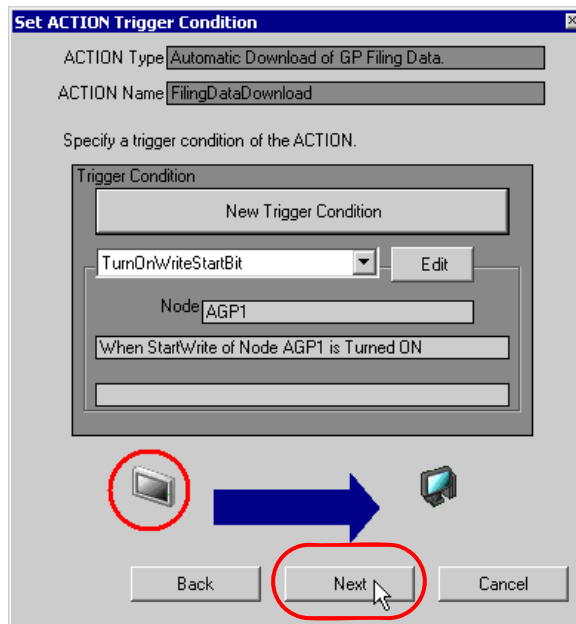 Set ACTION Trigger Condition
ACTION Type Automatic Download of GP Filing Data.
ACTION Name FilingDataDownload
Specify a trigger condition of the ACTION.
Trigger Condition
New Trigger Condition
TurnOnWriteStartBit Edit
Node AGP1
When StartWrite of Node AGP1 is Turned ON
Back Next Cancel